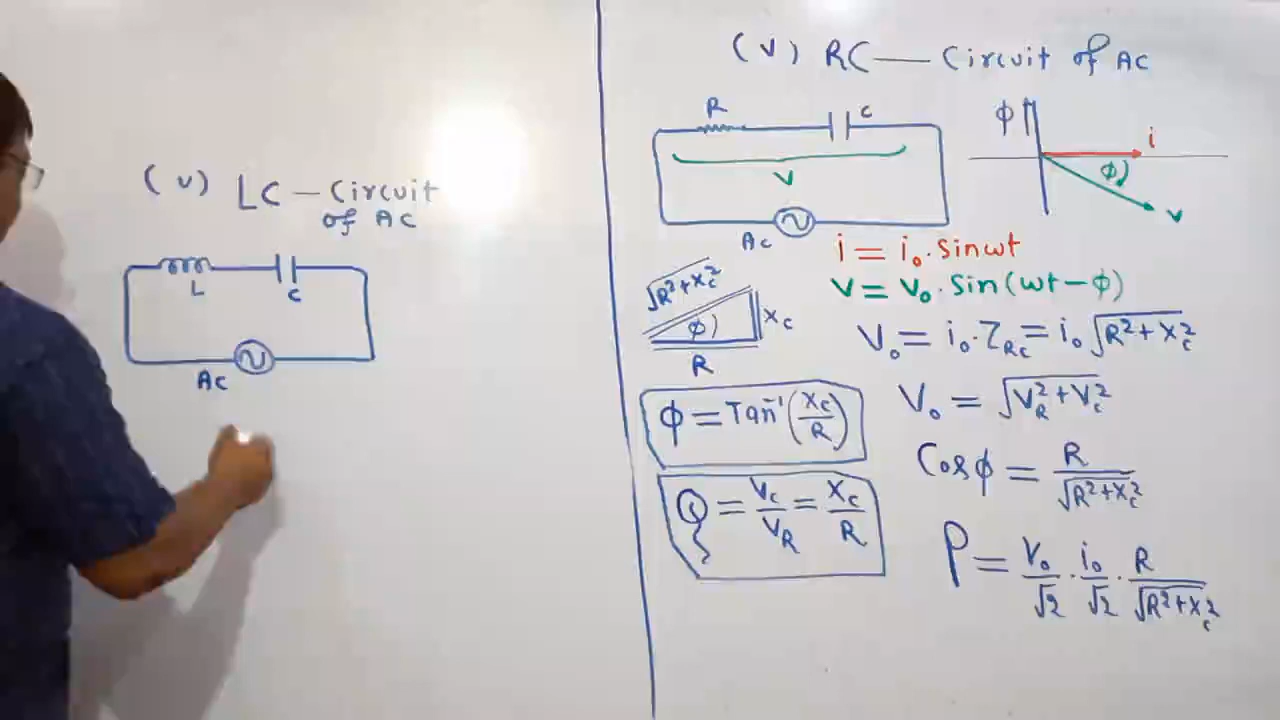 (v) LC — Circuit
of AC
L
C
AC
(v) RC — Circuit of AC
R
C
V
AC
ϕ
i
ϕ
v
i = i₀.sinωt
v = v₀.sin(ωt-ϕ)
√R²+Xc²
ϕ
Xc
R
V₀ = i₀.Z_RC = i₀√R²+Xc²
V₀ = √V_R²+Vc²
ϕ = Tan⁻¹(Xc/R)
Cosϕ = R/√R²+Xc²
Q = Vc/V_R = Xc/R
P = V₀/√2 . i₀/√2 . R/√R²+Xc²